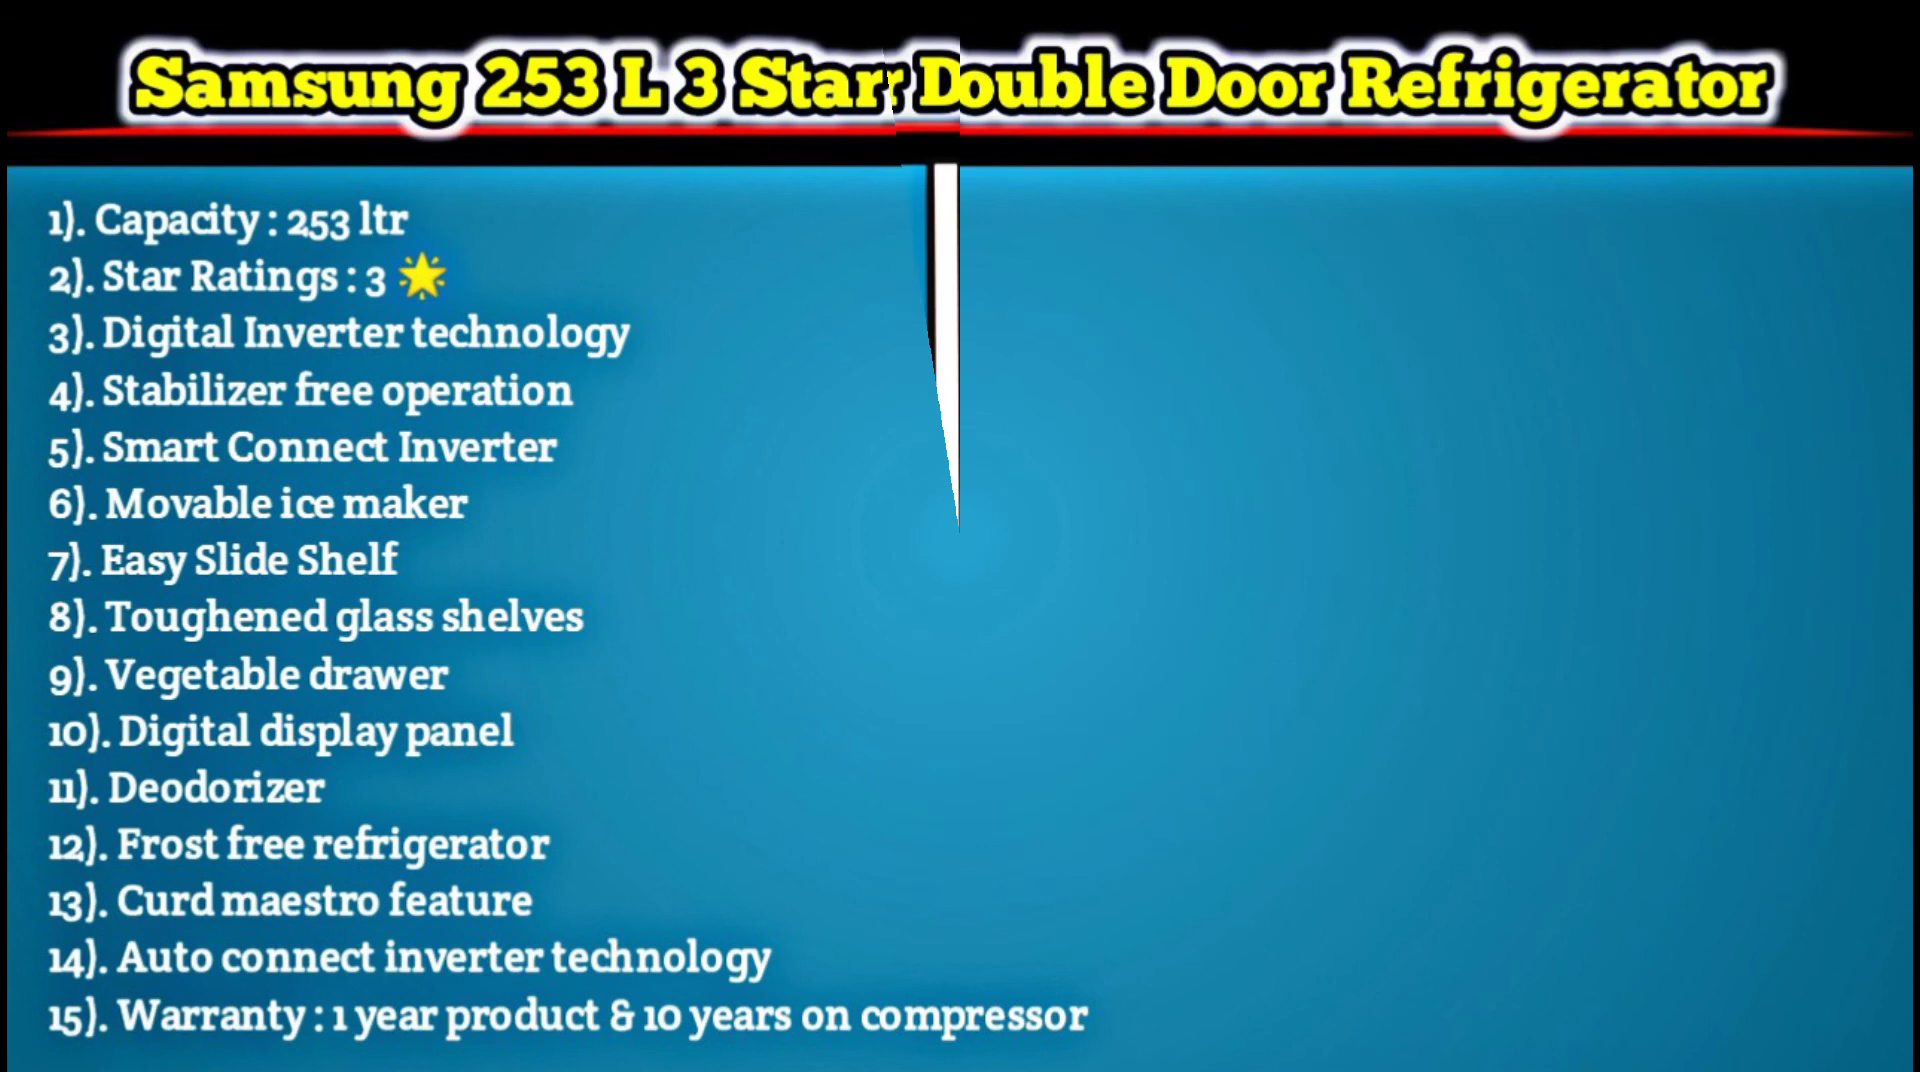 Samsung 253 L 3 Star Double Door Refrigerator
1). Capacity : 253 ltr
2). Star Ratings : 3 🌟
3). Digital Inverter technology
4). Stabilizer free operation
5). Smart Connect Inverter
6). Movable ice maker
7). Easy Slide Shelf
8). Toughened glass shelves
9). Vegetable drawer
10). Digital display panel
11). Deodorizer
12). Frost free refrigerator
13). Curd maestro feature
14). Auto connect inverter technology
15). Warranty : 1 year product & 10 years on compressor